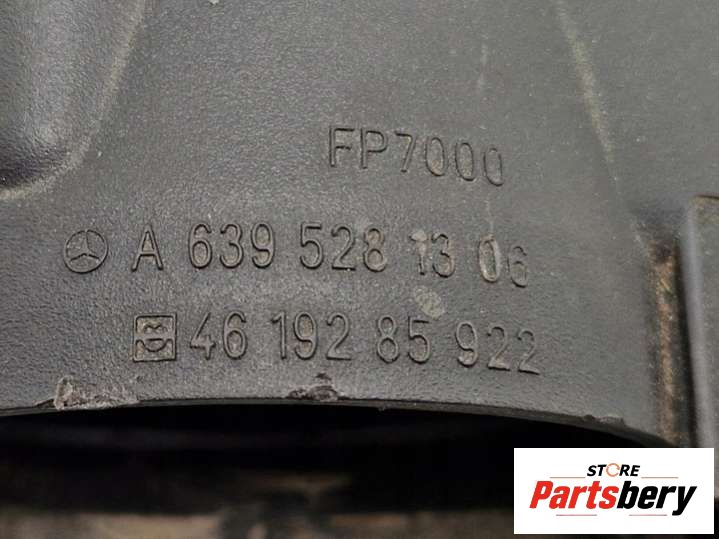 FP7000
A 639 528 13 06
46 192 85 922
STORE
Partsbery